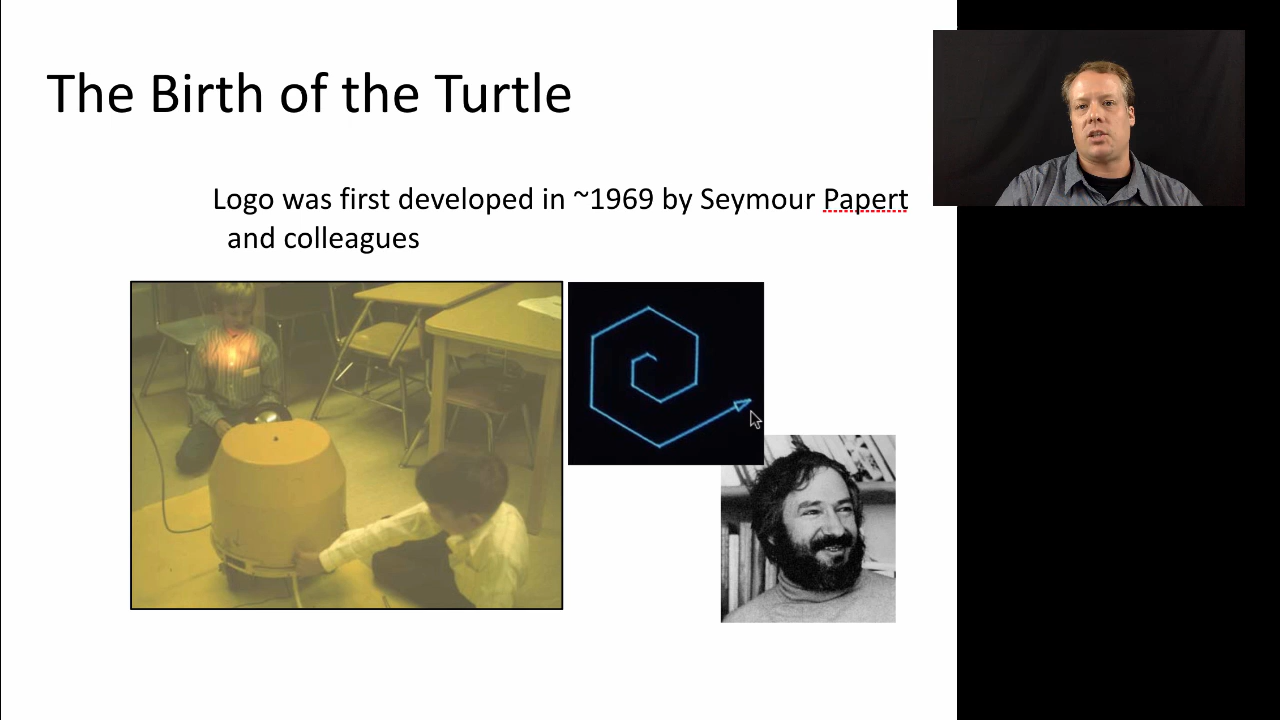 The Birth of the Turtle
Logo was first developed in ~1969 by Seymour Papert
and colleagues